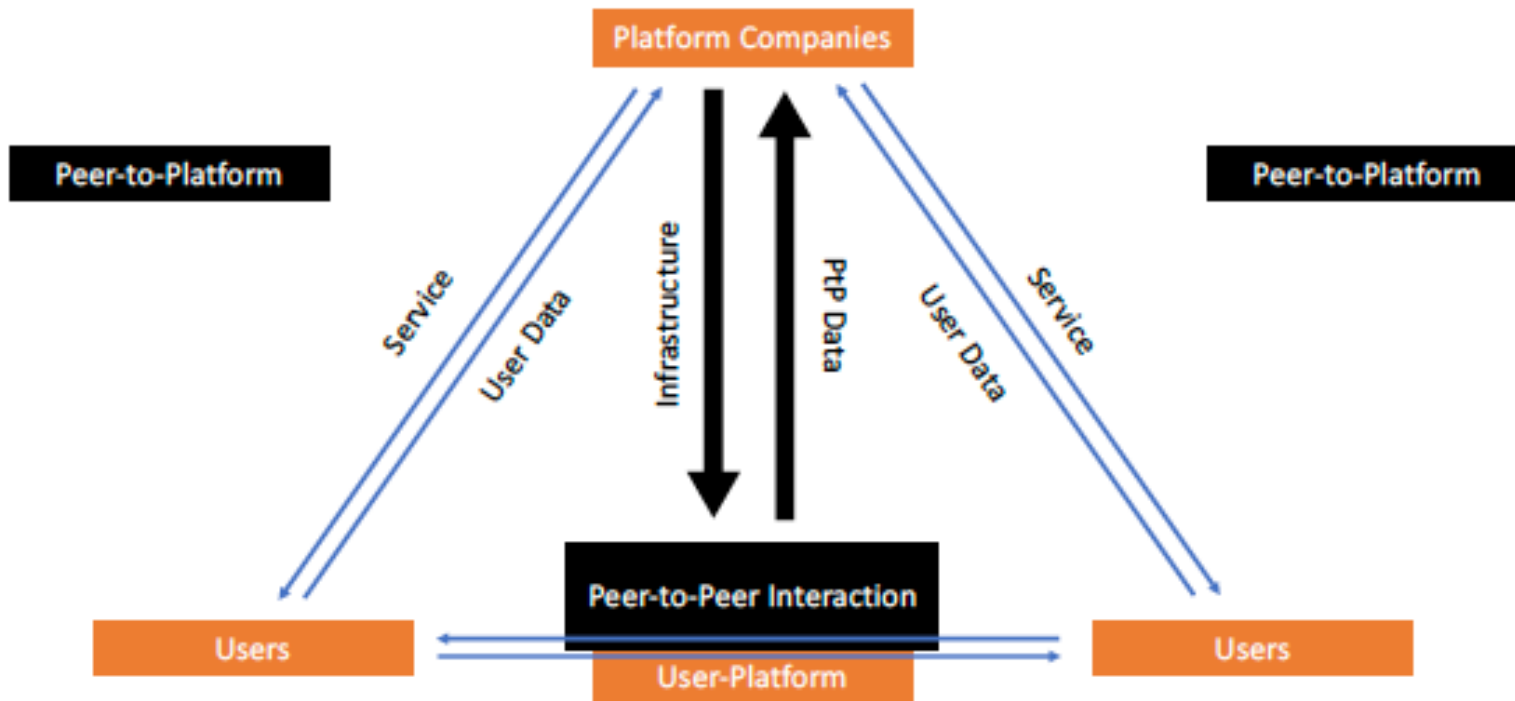 Platform Companies
Peer-to-Platform
Peer-to-Platform
Service
User Data
Infrastructure
PtP Data
User Data
Service
Peer-to-Peer Interaction
Users
Users
User-Platform